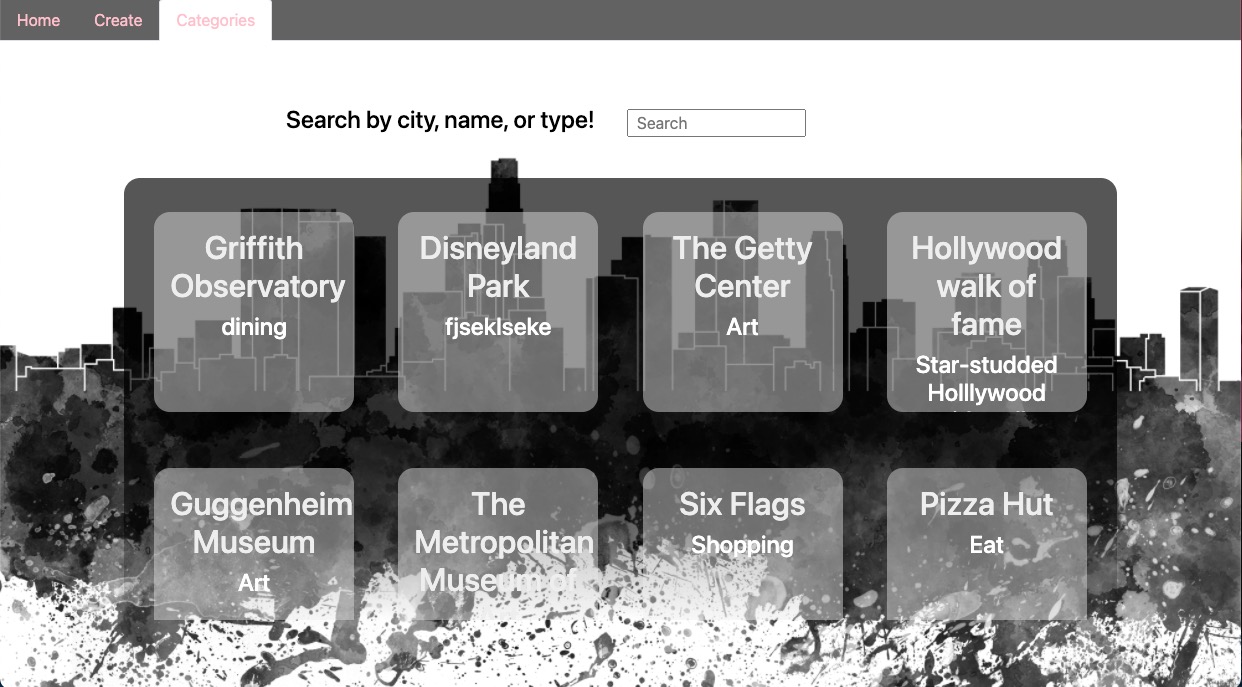 Home Create Categories
Search by city, name, or type! Search
Griffith
Observatory
dining
Disneyland
Park
fjseklseke
The Getty
Center
Art
Hollywood
walk of
fame
Star-studded
Holllywood
Guggenheim
Museum
Art
The
Metropolitan
Museum of
Six Flags
Shopping
Pizza Hut
Eat